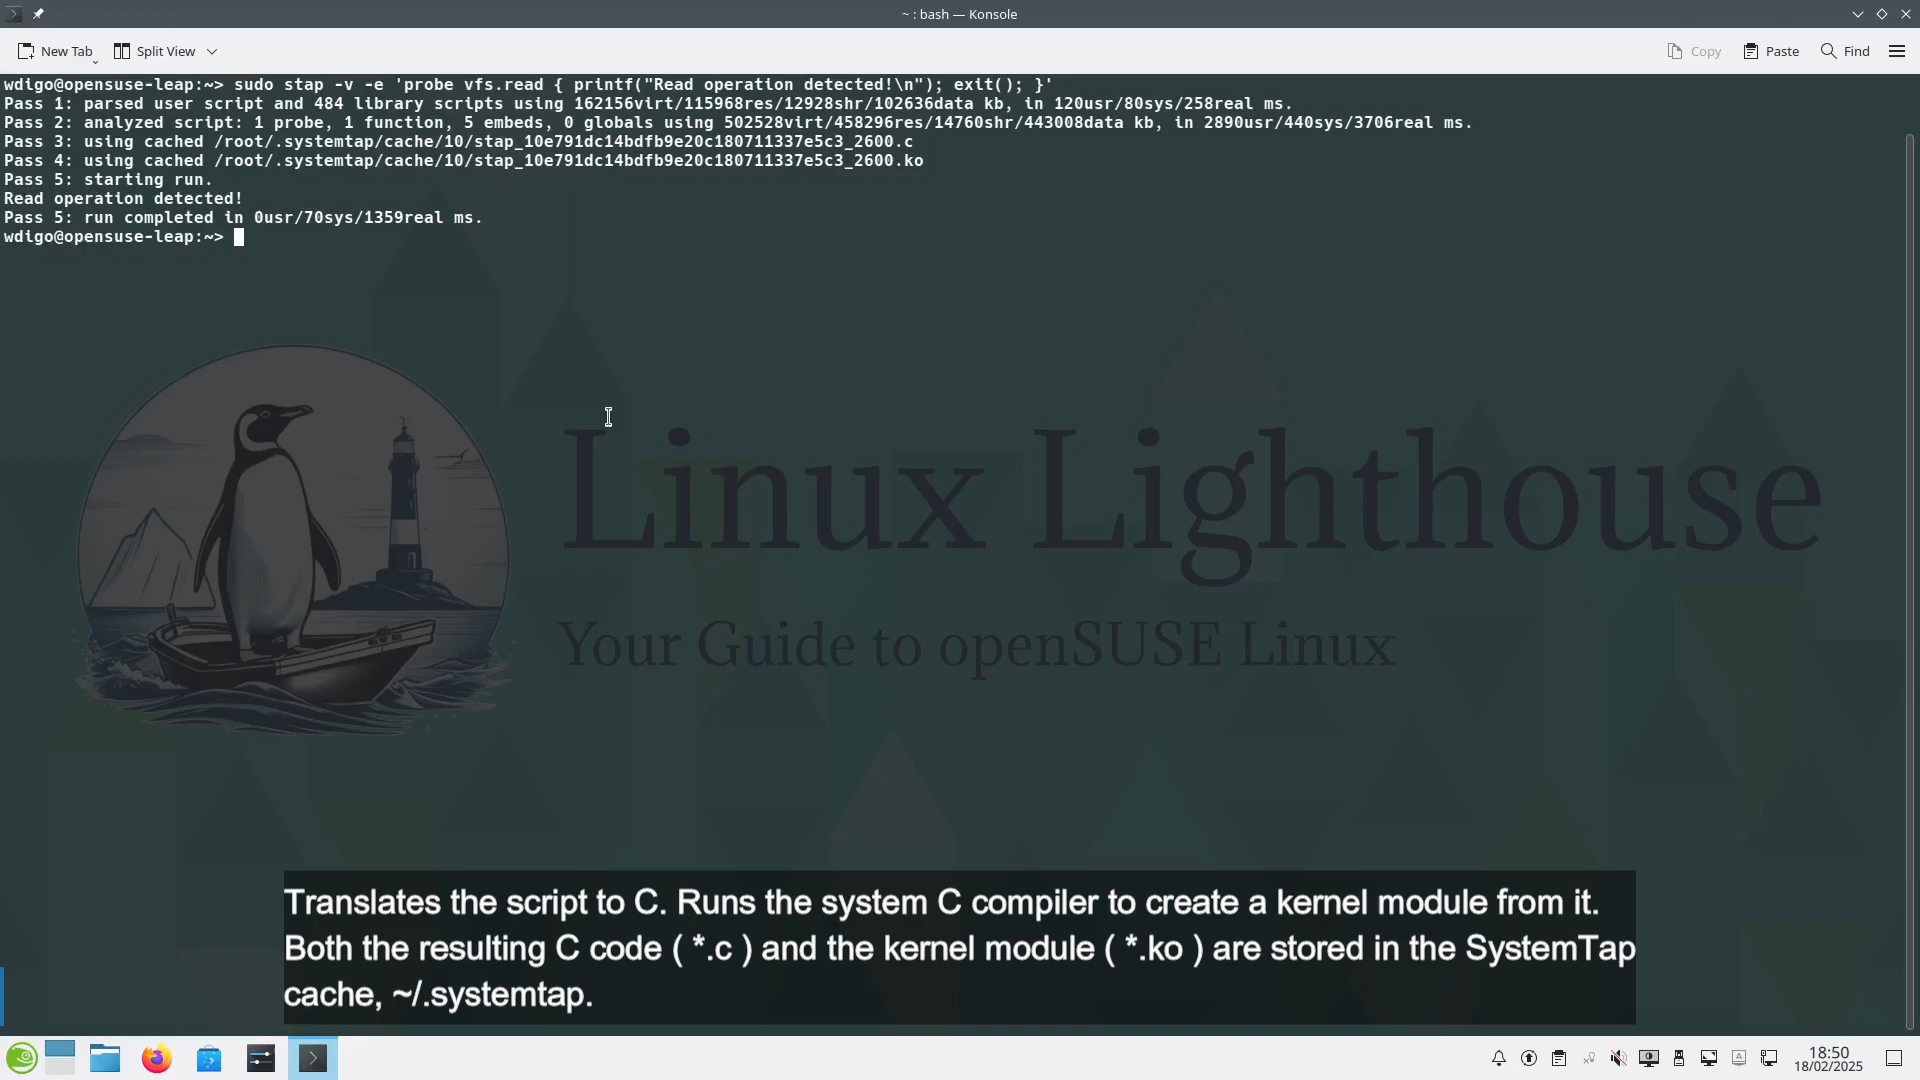 ~ : bash — Konsole
New Tab
Split View
Copy
Paste
Find
wdigo@opensuse-leap:~> sudo stap -v -e 'probe vfs.read { printf("Read operation detected!\n"); exit(); }'
Pass 1: parsed user script and 484 library scripts using 162156virt/115968res/12928shr/102636data kb, in 120usr/80sys/258real ms.
Pass 2: analyzed script: 1 probe, 1 function, 5 embeds, 0 globals using 502528virt/458296res/14760shr/443008data kb, in 2890usr/440sys/3706real ms.
Pass 3: using cached /root/.systemtap/cache/10/stap_10e791dc14bdfb9e20c180711337e5c3_2600.c
Pass 4: using cached /root/.systemtap/cache/10/stap_10e791dc14bdfb9e20c180711337e5c3_2600.ko
Pass 5: starting run.
Read operation detected!
Pass 5: run completed in 0usr/70sys/1359real ms.
wdigo@opensuse-leap:~>
Linux Lighthouse
Your Guide to openSUSE Linux
Translates the script to C. Runs the system C compiler to create a kernel module from it.
Both the resulting C code ( *.c ) and the kernel module ( *.ko ) are stored in the SystemTap
cache, ~/.systemtap.
18:50
18/02/2025